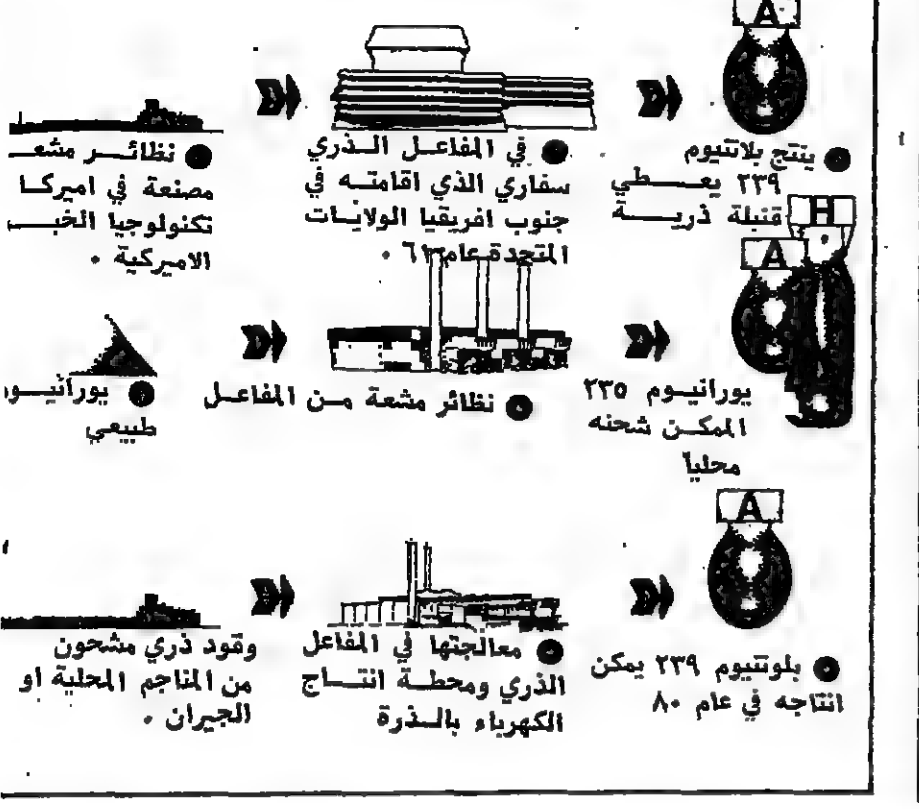 A
ينتج بلاتنيوم
٢٣٩ يعطي
قنبلة ذرية
في المفاعل الذري
سفاري الذي اقامته في
جنوب افريقيا الولايات
المتحدة عام ٦١ .
نظائر مشعـ
مصنعة في اميركا
تكنولوجيا الخبـ
الاميركية .
H
A
يورانيوم ٢٣٥
الممكن شحنه
محلياً
نظائر مشعة من المفاعل
يورانيو
طبيعي
A
بلوتنيوم ٢٣٩ يمكن
انتاجه في عام ٨٠
معالجتها في المفاعل
الذري ومحطة انتاج
الكهرباء بالذرة
وقود ذري مشحون
من المناجم المحلية او
الجيران .